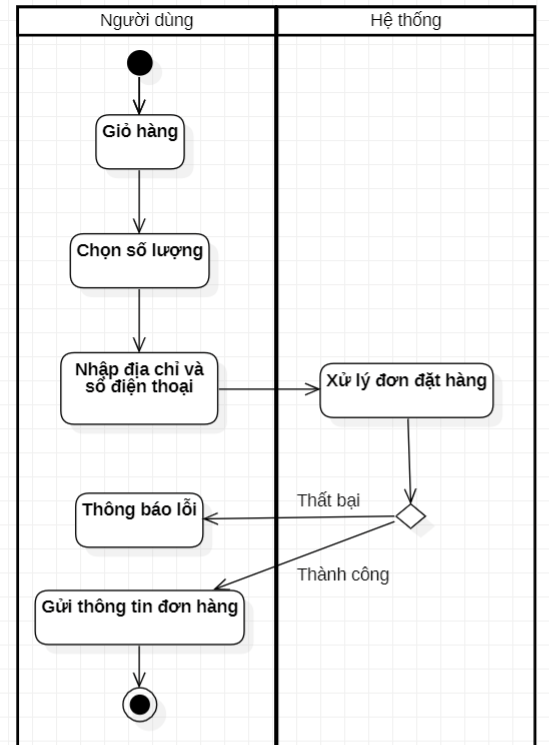 Người dùng
Hệ thống
Giỏ hàng
Chọn số lượng
Nhập địa chỉ và
số điện thoại
Xử lý đơn đặt hàng
Thất bại
Thông báo lỗi
Thành công
Gửi thông tin đơn hàng